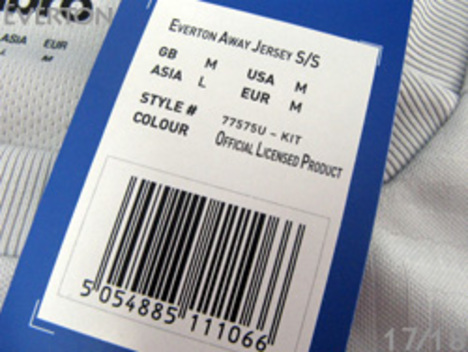 EVERTON
ASIA EUR
EVERTON AWAY JERSEY S/S
GB M USA M
ASIA L EUR M
STYLE # 77575U - KIT
COLOUR OFFICIAL LICENSED PRODUCT
5 054885 111066
17/18